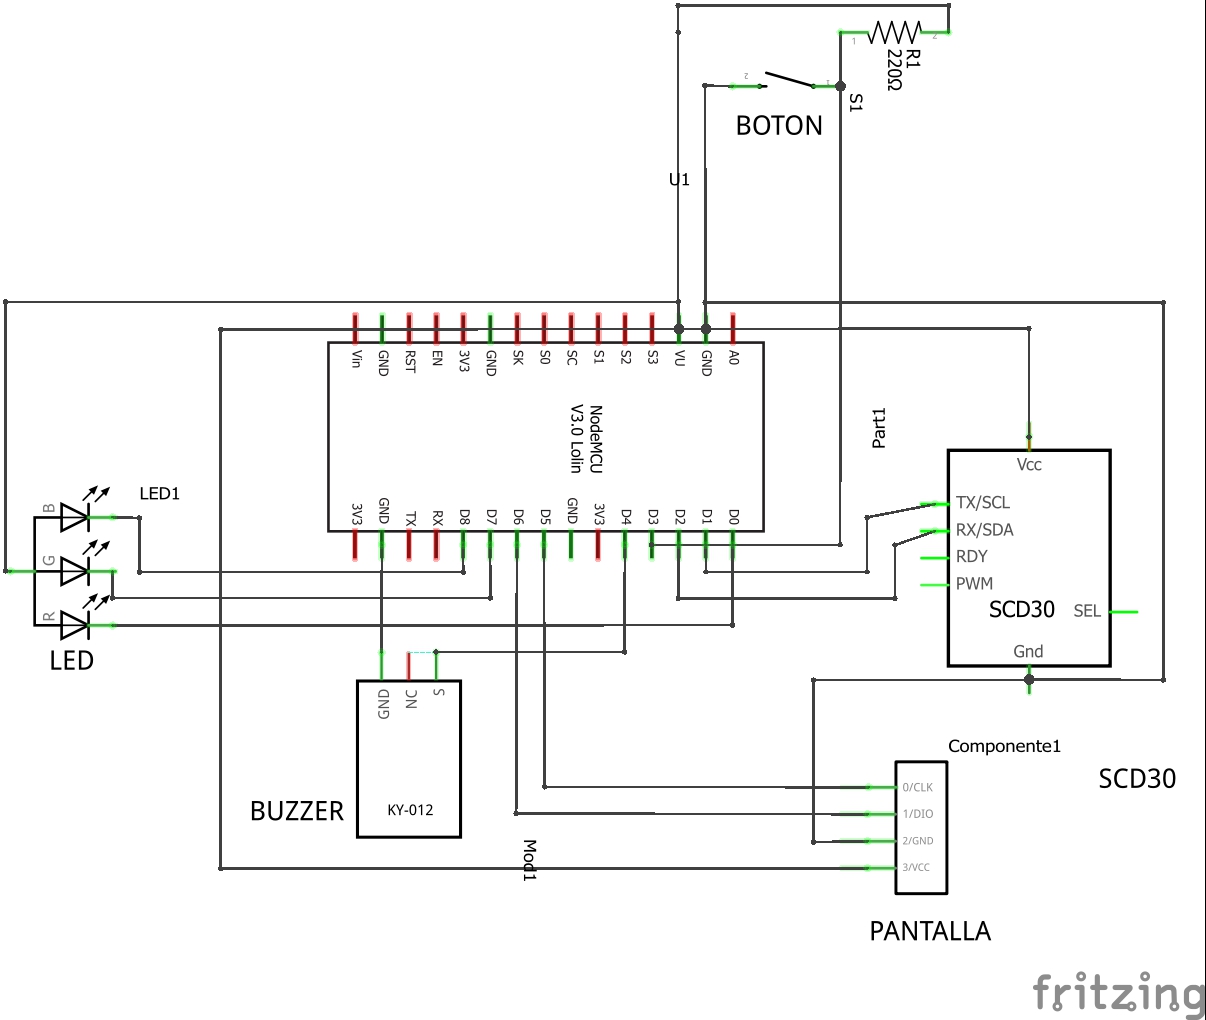 1
2
R1
220Ω
2
1
S1
BOTON
U1
Vin
GND
RST
EN
3V3
GND
SK
S0
SC
S1
S2
S3
VU
GND
A0
NodeMCU
V3.0 Lolin
Part1
3V3
GND
TX
RX
D8
D7
D6
D5
GND
3V3
D4
D3
D2
D1
D0
LED1
B
G
R
LED
Vcc
TX/SCL
RX/SDA
RDY
PWM
SCD30
SEL
Gnd
GND
NC
S
KY-012
BUZZER
Mod1
Componente1
SCD30
0/CLK
1/DIO
2/GND
3/VCC
PANTALLA
fritzing